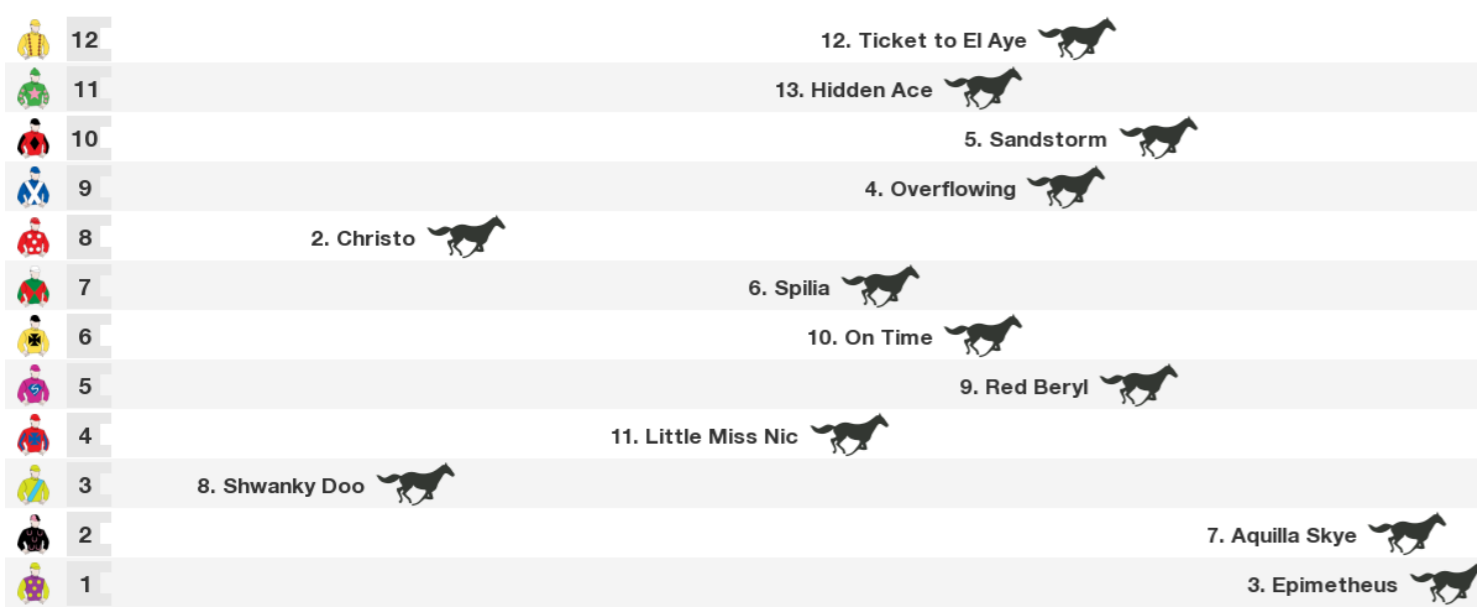 12 12. Ticket to El Aye
11 13. Hidden Ace
10 5. Sandstorm
9 4. Overflowing
8 2. Christo
7 6. Spilia
6 10. On Time
5 9. Red Beryl
4 11. Little Miss Nic
3 8. Shwanky Doo
2 7. Aquilla Skye
1 3. Epimetheus